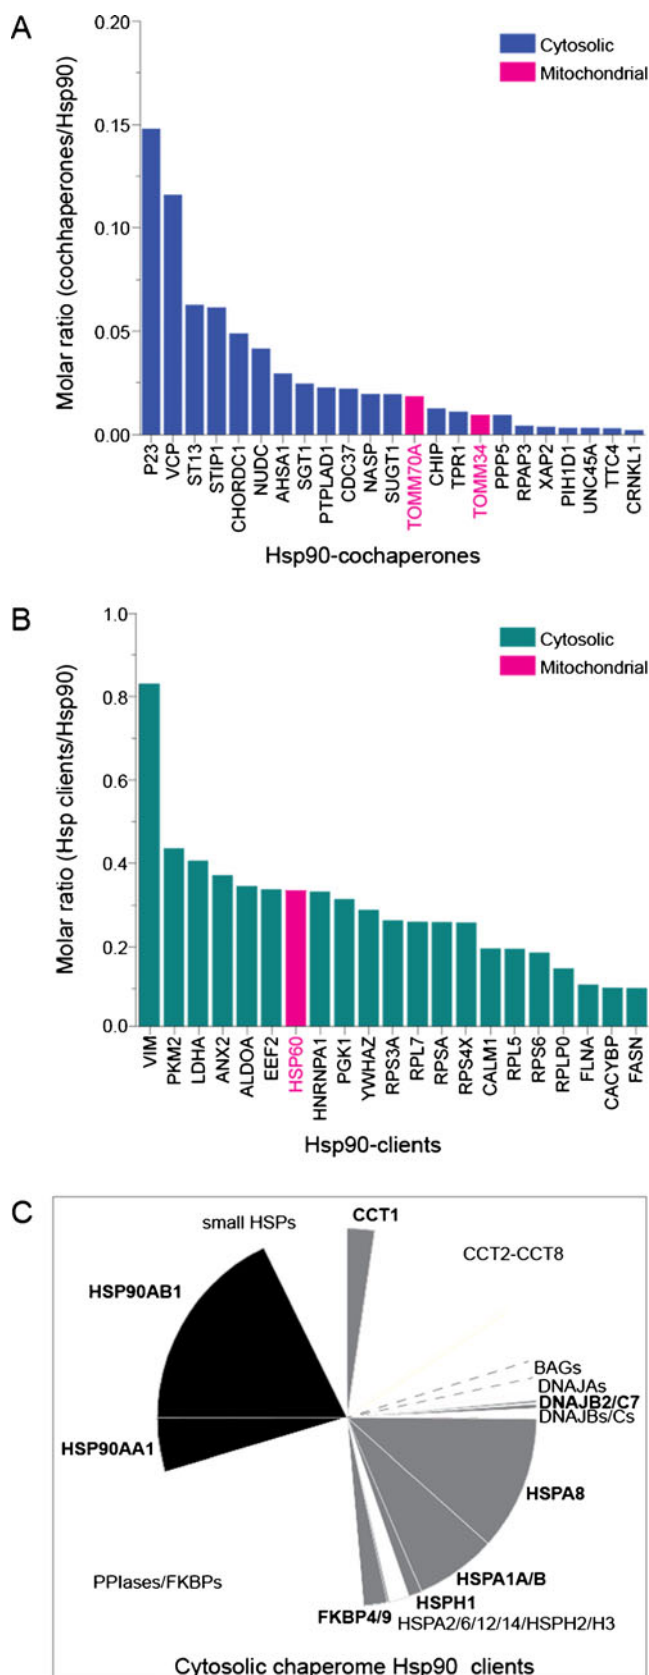 A
0.20
0.15
0.10
0.05
0.00
Molar ratio (cochhaperones/Hsp90)
Cytosolic
Mitochondrial
P23
VCP
ST13
STIP1
CHORDC1
NUDC
AHSA1
SGT1
PTPLAD1
CDC37
NASP
SUGT1
TOMM70A
CHIP
TPR1
TOMM34
PPP5
RPAP3
XAP2
PIH1D1
UNC45A
TTC4
CRNKL1
Hsp90-cochaperones
B
1.0
0.8
0.6
0.4
0.2
0.0
Molar ratio (Hsp clients/Hsp90)
Cytosolic
Mitochondrial
VIM
PKM2
LDHA
ANX2
ALDOA
EEF2
HSP60
HNRNPA1
PGK1
YWHAZ
RPS3A
RPL7
RPSA
RPS4X
CALM1
RPL5
RPS6
RPLP0
FLNA
CACYBP
FASN
Hsp90-clients
C
small HSPs
CCT1
CCT2-CCT8
HSP90AB1
BAGs
DNAJAs
DNAJB2/C7
DNAJBs/Cs
HSP90AA1
HSPA8
HSPA1A/B
PPIases/FKBPs
HSPH1
FKBP4/9
HSPA2/6/12/14/HSPH2/H3
Cytosolic chaperome Hsp90 clients